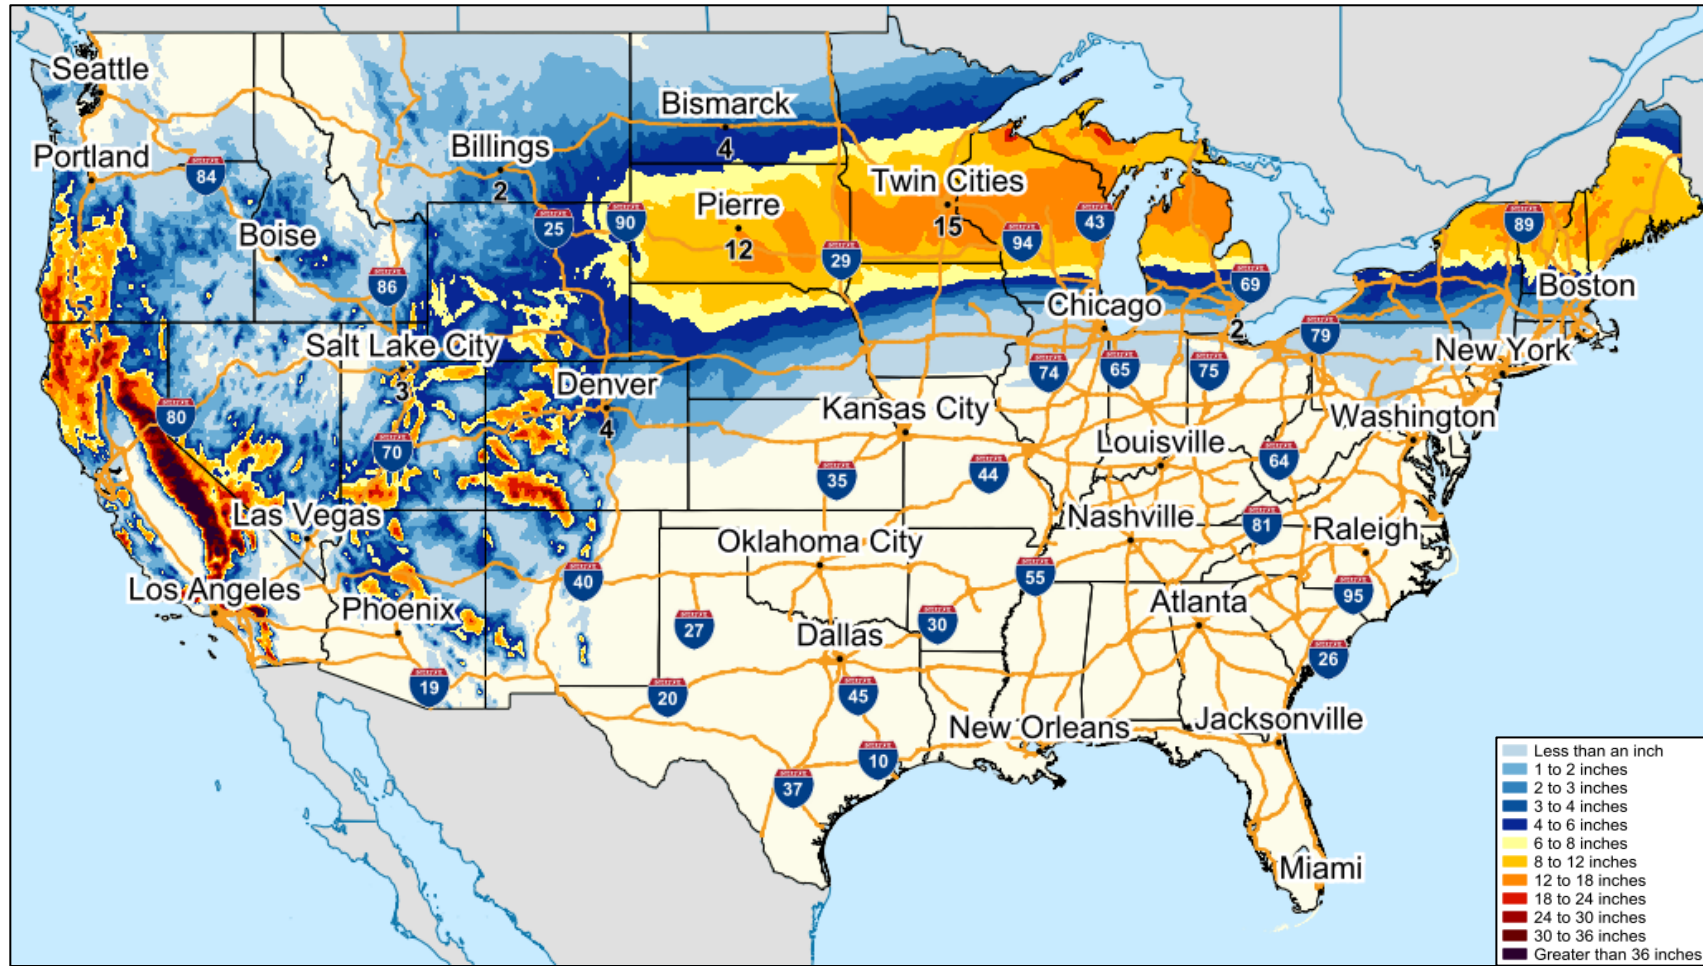 Seattle
Bismarck
4
Portland
84
Billings
2
Twin Cities
15
Pierre
12
25
90
43
94
89
Boise
86
29
69
Boston
Chicago
2
79
Salt Lake City
3
New York
74
65
75
Denver
4
80
Kansas City
Washington
70
Louisville
64
35
44
Las Vegas
Nashville
81
Raleigh
Oklahoma City
40
55
Los Angeles
Phoenix
95
Atlanta
27
30
Dallas
26
19
20
45
New Orleans
Jacksonville
10
37
Miami
Less than an inch
1 to 2 inches
2 to 3 inches
3 to 4 inches
4 to 6 inches
6 to 8 inches
8 to 12 inches
12 to 18 inches
18 to 24 inches
24 to 30 inches
30 to 36 inches
Greater than 36 inches